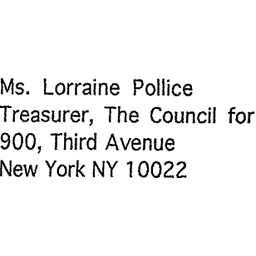 Ms. Lorraine Pollice
Treasurer, The Council for
900, Third Avenue
New York NY 10022